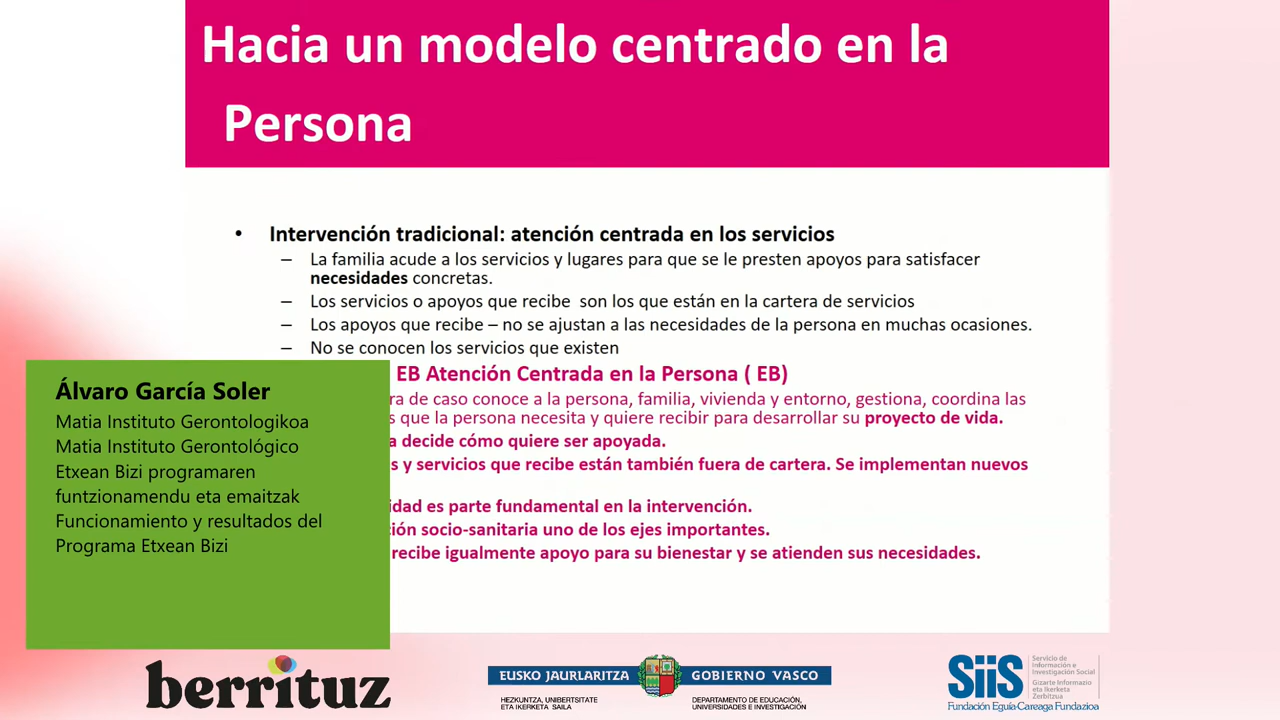 Hacia un modelo centrado en la
Persona
• Intervención tradicional: atención centrada en los servicios
– La familia acude a los servicios y lugares para que se le presten apoyos para satisfacer
necesidades concretas.
– Los servicios o apoyos que recibe son los que están en la cartera de servicios
– Los apoyos que recibe – no se ajustan a las necesidades de la persona en muchas ocasiones.
– No se conocen los servicios que existen
EB Atención Centrada en la Persona ( EB)
ra de caso conoce a la persona, familia, vivienda y entorno, gestiona, coordina las
s que la persona necesita y quiere recibir para desarrollar su proyecto de vida.
a decide cómo quiere ser apoyada.
s y servicios que recibe están también fuera de cartera. Se implementan nuevos
idad es parte fundamental en la intervención.
ción socio-sanitaria uno de los ejes importantes.
recibe igualmente apoyo para su bienestar y se atienden sus necesidades.
Álvaro García Soler
Matia Instituto Gerontologikoa
Matia Instituto Gerontológico
Etxean Bizi programaren
funtzionamendu eta emaitzak
Funcionamiento y resultados del
Programa Etxean Bizi
berrituz
EUSKO JAURLARITZA GOBIERNO VASCO
HEZKUNTZA, UNIBERTSITATE
ETA IKERKETA SAILA
DEPARTAMENTO DE EDUCACIÓN,
UNIVERSIDADES E INVESTIGACIÓN
SiiS
Servicio de
Información e
Investigación Social
Gizarte Informazio
eta Ikerketa
Zerbitzua
Fundación Eguía-Careaga Fundazioa